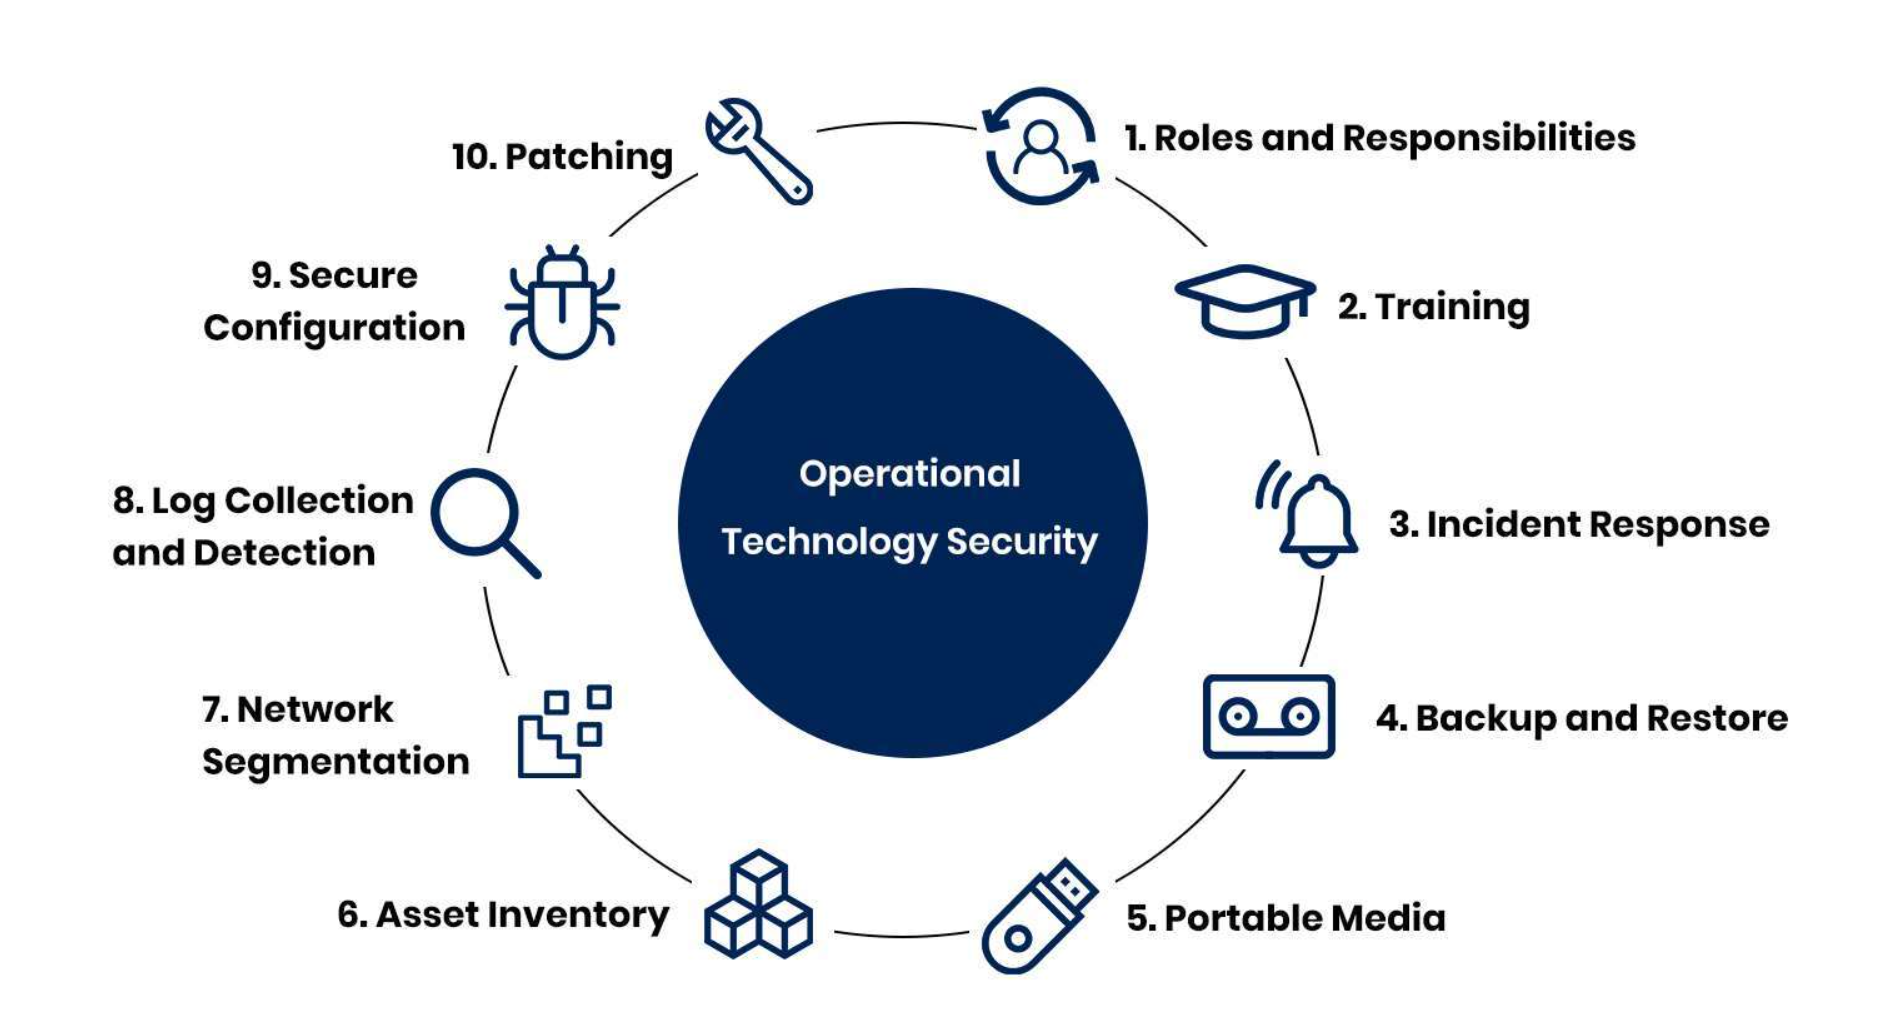 Operational
Technology Security
1. Roles and Responsibilities
2. Training
3. Incident Response
4. Backup and Restore
5. Portable Media
6. Asset Inventory
7. Network
Segmentation
8. Log Collection
and Detection
9. Secure
Configuration
10. Patching